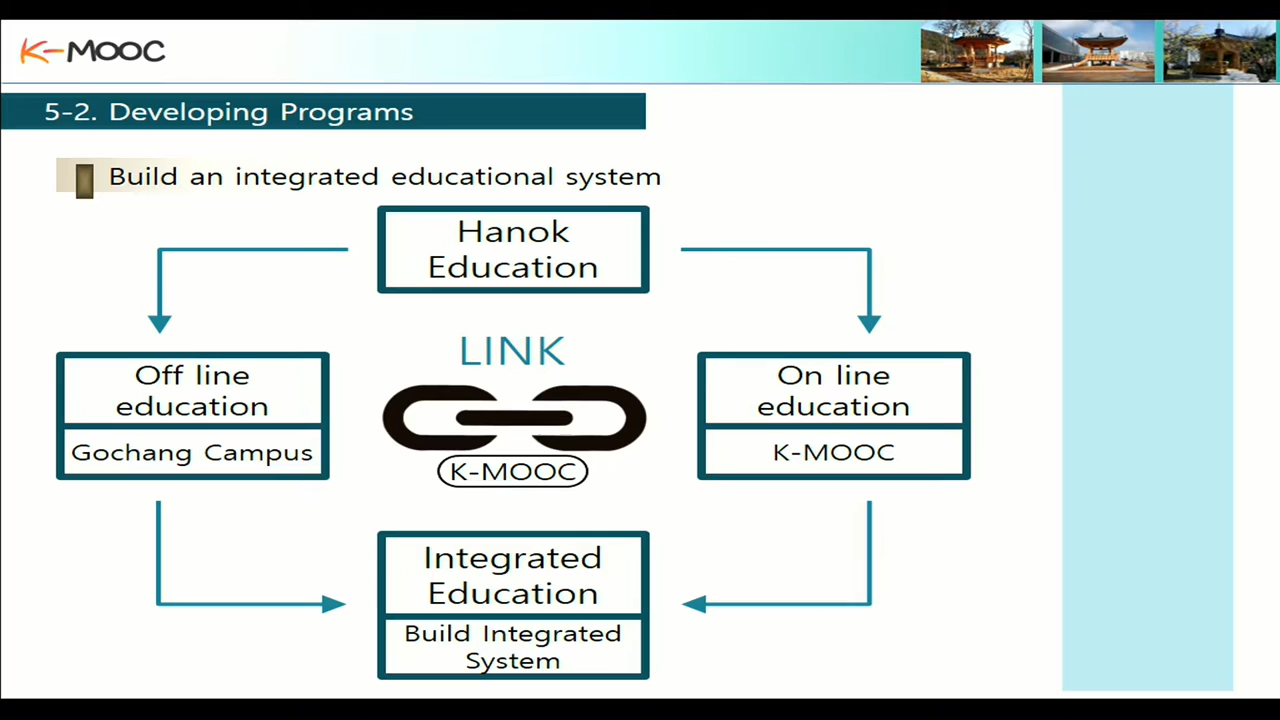 K-MOOC
5-2. Developing Programs
Build an integrated educational system
Hanok
Education
LINK
Off line
education
Gochang Campus
K-MOOC
On line
education
K-MOOC
Integrated
Education
Build Integrated
System